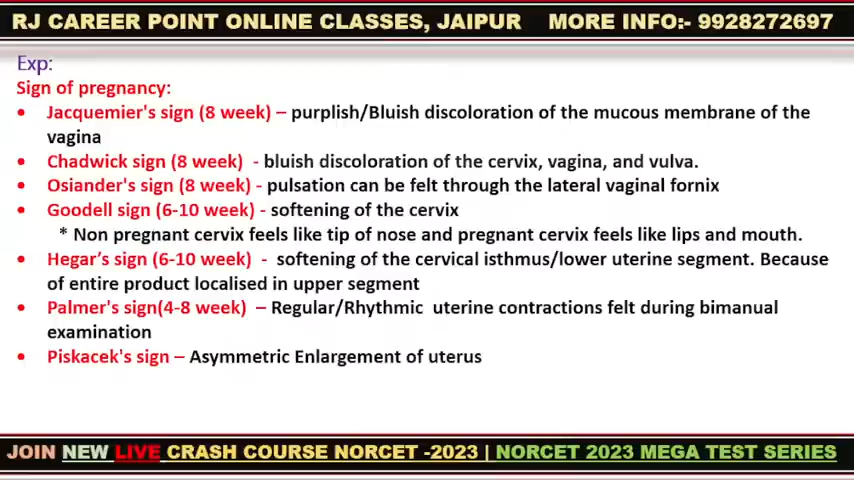 RJ CAREER POINT ONLINE CLASSES, JAIPUR MORE INFO:- 9928272697
Exp:
Sign of pregnancy:
• Jacquemier's sign (8 week) – purplish/Bluish discoloration of the mucous membrane of the
vagina
• Chadwick sign (8 week) - bluish discoloration of the cervix, vagina, and vulva.
• Osiander's sign (8 week) - pulsation can be felt through the lateral vaginal fornix
• Goodell sign (6-10 week) - softening of the cervix
* Non pregnant cervix feels like tip of nose and pregnant cervix feels like lips and mouth.
• Hegar’s sign (6-10 week) - softening of the cervical isthmus/lower uterine segment. Because
of entire product localised in upper segment
• Palmer's sign(4-8 week) – Regular/Rhythmic uterine contractions felt during bimanual
examination
• Piskacek's sign – Asymmetric Enlargement of uterus
JOIN NEW LIVE CRASH COURSE NORCET -2023 | NORCET 2023 MEGA TEST SERIES